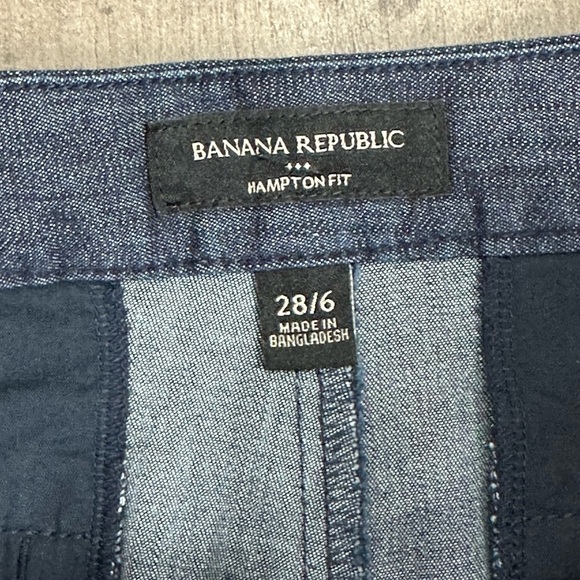 BANANA REPUBLIC
HAMPTON FIT
28/6
MADE IN
BANGLADESH